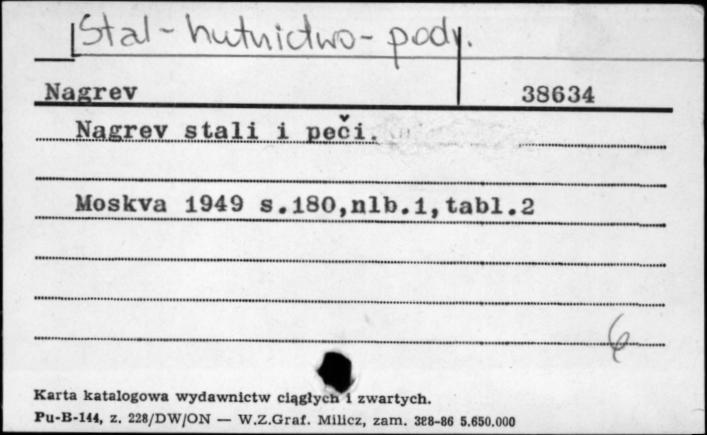 Stal - hutnictwo - pody.
Nagrev 38634
Nagrev stali i peči.
Moskva 1949 s.180,nlb.1,tabl.2
6
Karta katalogowa wydawnictw ciągłych i zwartych.
Pu-B-144, z. 228/DW/ON — W.Z.Graf. Milicz, zam. 328-86 5.650.000